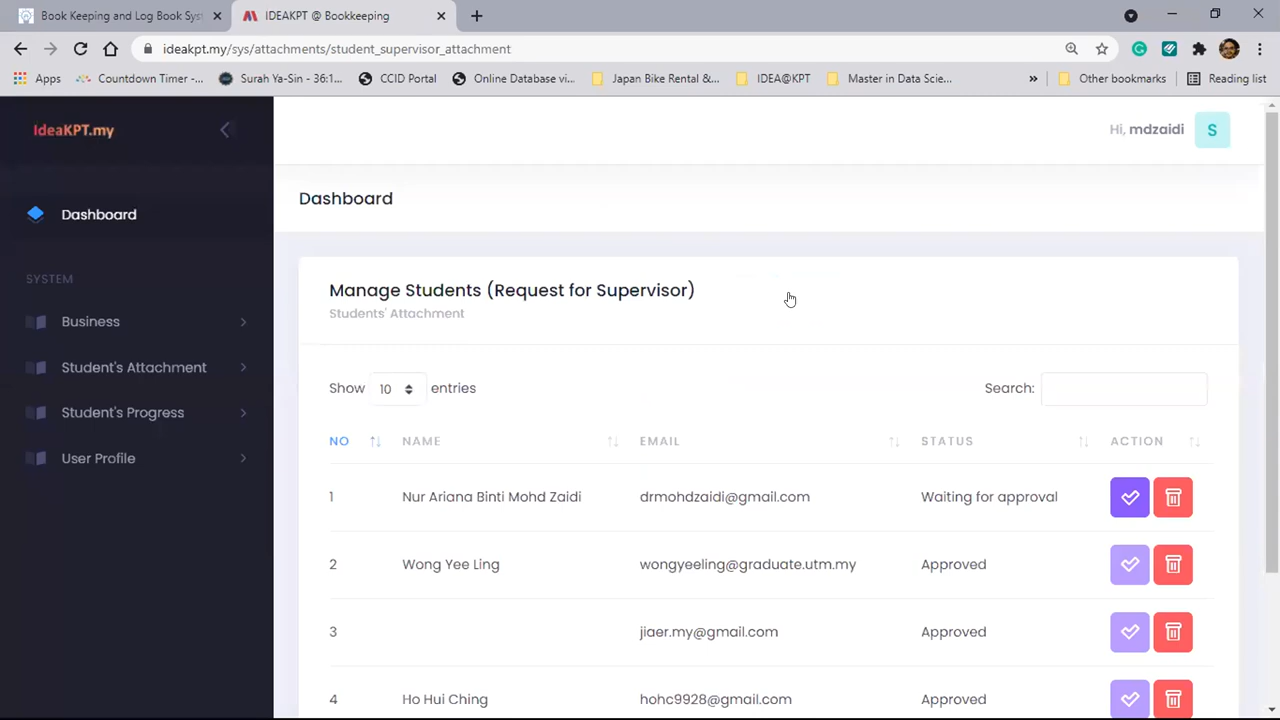 Book Keeping and Log Book Sys
IDEAKPT @ Bookkeeping
ideakpt.my/sys/attachments/student_supervisor_attachment
Apps
Countdown Timer -...
Surah Ya-Sin - 36:1...
CCID Portal
Online Database vi...
Japan Bike Rental &...
IDEA@KPT
Master in Data Scie...
»
Other bookmarks
Reading list
IdeaKPT.my
Hi, mdzaidi
S
Dashboard
Dashboard
SYSTEM
Business
Student's Attachment
Student's Progress
User Profile
Manage Students (Request for Supervisor)
Students' Attachment
Show 10 entries
Search:
NO NAME EMAIL STATUS ACTION
1 Nur Ariana Binti Mohd Zaidi drmohdzaidi@gmail.com Waiting for approval
2 Wong Yee Ling wongyeeling@graduate.utm.my Approved
3 jiaer.my@gmail.com Approved
4 Ho Hui Ching hohc9928@gmail.com Approved